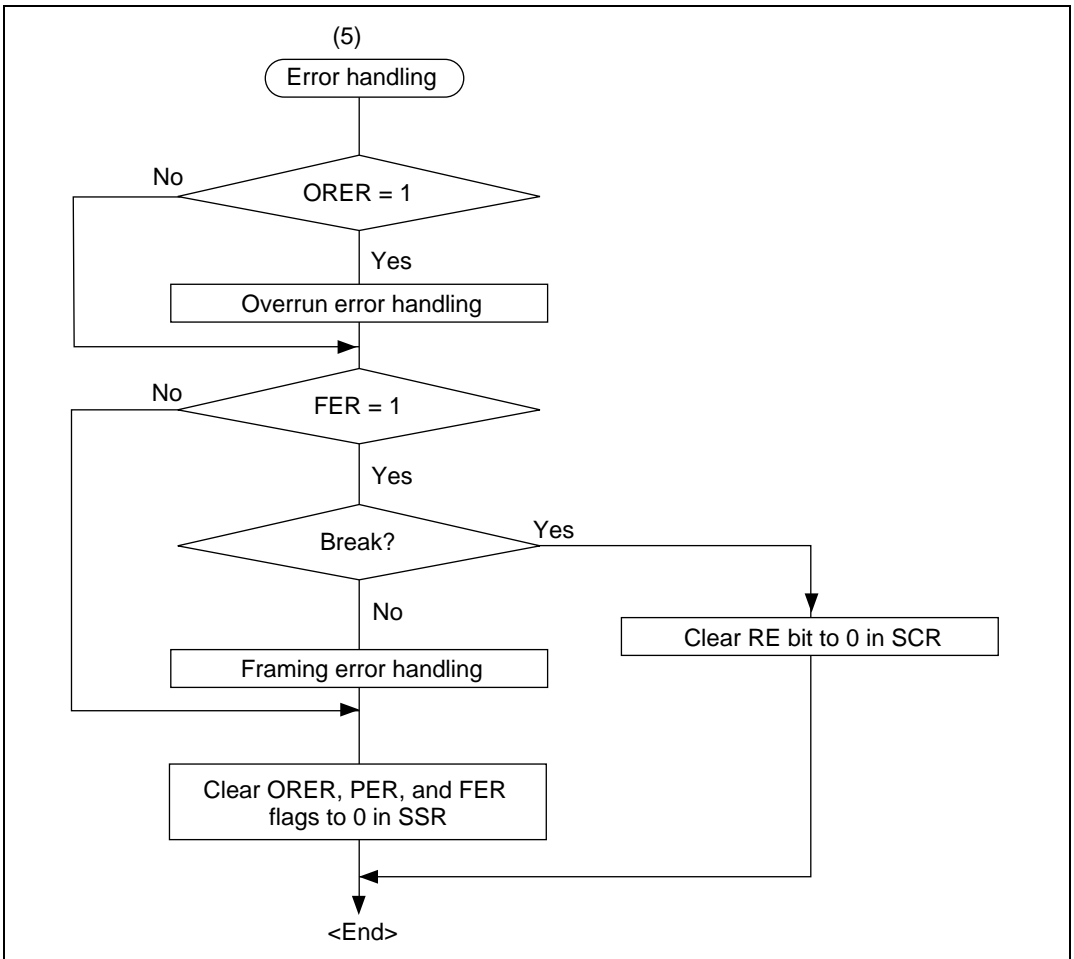 (5)
Error handling
No
ORER = 1
Yes
Overrun error handling
No
FER = 1
Yes
Break?
Yes
No
Clear RE bit to 0 in SCR
Framing error handling
Clear ORER, PER, and FER
flags to 0 in SSR
<End>